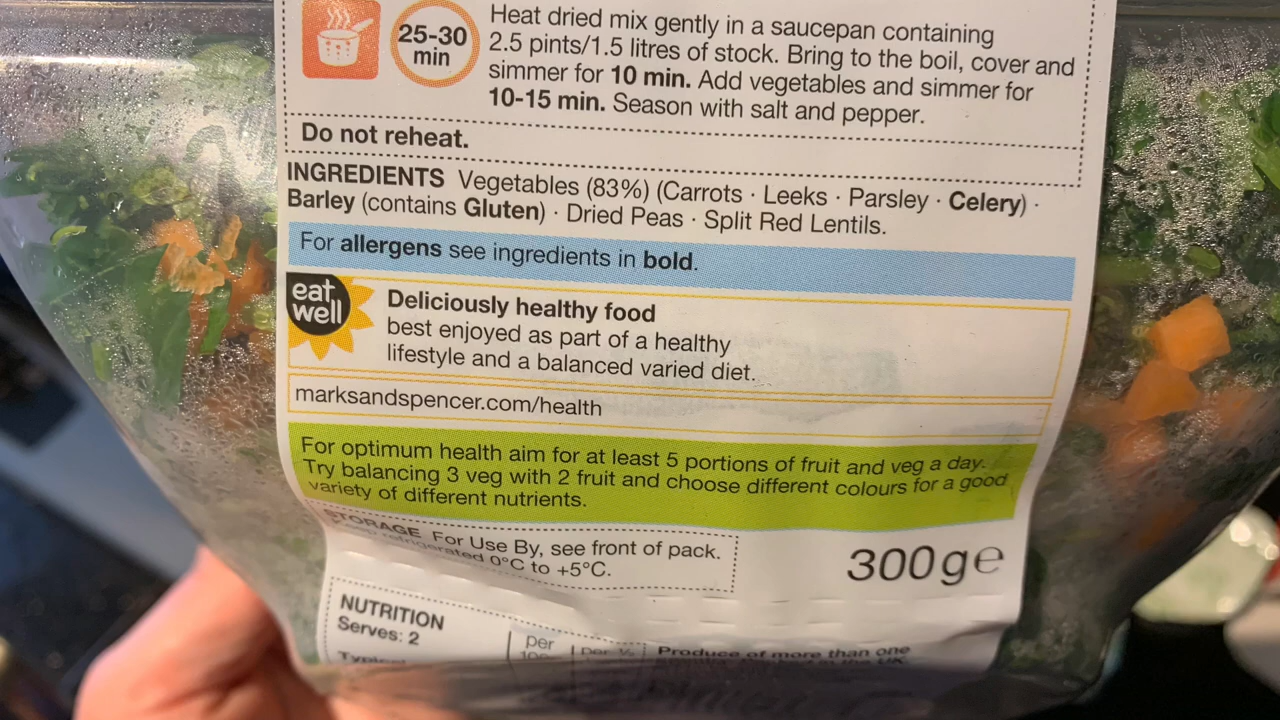 25-30
min
Heat dried mix gently in a saucepan containing
2.5 pints/1.5 litres of stock. Bring to the boil, cover and
simmer for 10 min. Add vegetables and simmer for
10-15 min. Season with salt and pepper.
Do not reheat.
INGREDIENTS Vegetables (83%) (Carrots · Leeks · Parsley · Celery) ·
Barley (contains Gluten) · Dried Peas · Split Red Lentils.
For allergens see ingredients in bold.
eat
well
Deliciously healthy food
best enjoyed as part of a healthy
lifestyle and a balanced varied diet.
marksandspencer.com/health
For optimum health aim for at least 5 portions of fruit and veg a day.
Try balancing 3 veg with 2 fruit and choose different colours for a good
variety of different nutrients.
STORAGE For Use By, see front of pack.
refrigerated 0°C to +5°C.
300g℮
NUTRITION
Serves: 2
per
per ½
Produce of more than one